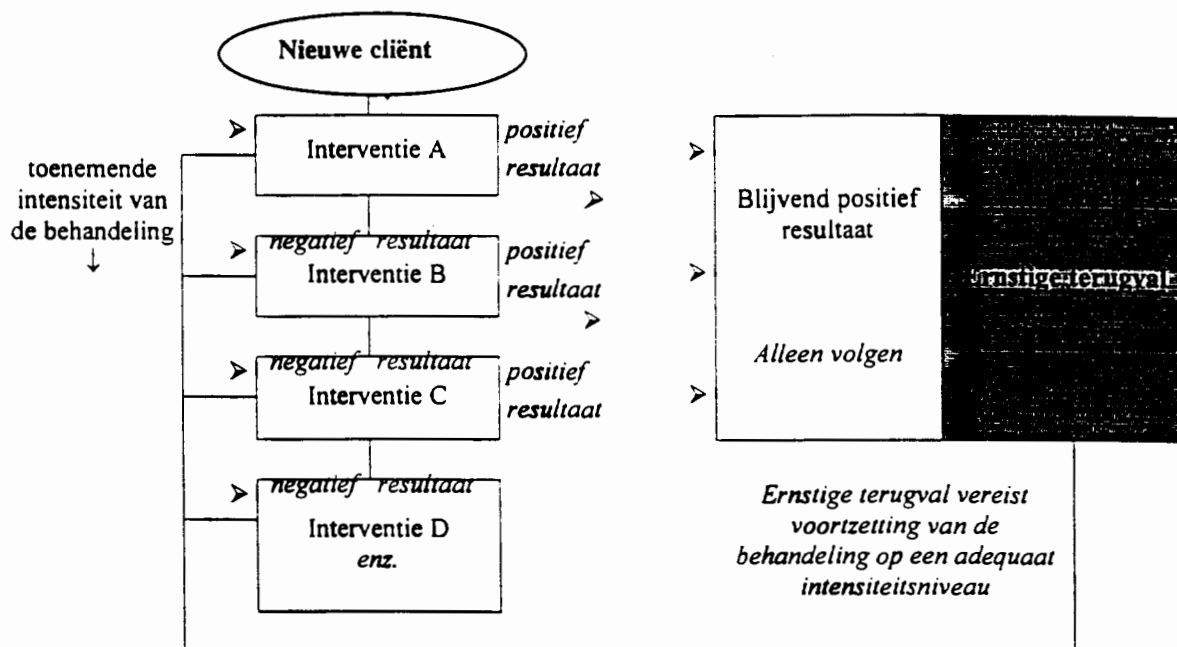 Nieuwe cliënt
Interventie A
positief
resultaat
toenemende
intensiteit van
de behandeling
↓
negatief resultaat
Interventie B
positief
resultaat
negatief resultaat
Interventie C
positief
resultaat
negatief resultaat
Interventie D
enz.
Blijvend positief
resultaat
Alleen volgen
Ernstige terugval
Ernstige terugval vereist
voortzetting van de
behandeling op een adequaat
intensiteitsniveau